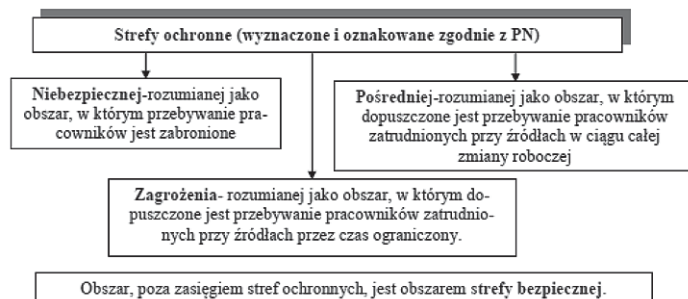 Strefy ochronne (wyznaczone i oznakowane zgodnie z PN)
Niebezpiecznej-rozumianej jako
obszar, w którym przebywanie pra-
cowników jest zabronione
Pośredniej-rozumianej jako obszar, w którym
dopuszczone jest przebywanie pracowników
zatrudnionych przy źródłach w ciągu całej
zmiany roboczej
Zagrożenia- rozumianej jako obszar, w którym do-
puszczone jest przebywanie pracowników zatrudnio-
nych przy źródłach przez czas ograniczony.
Obszar, poza zasięgiem stref ochronnych, jest obszarem strefy bezpiecznej.